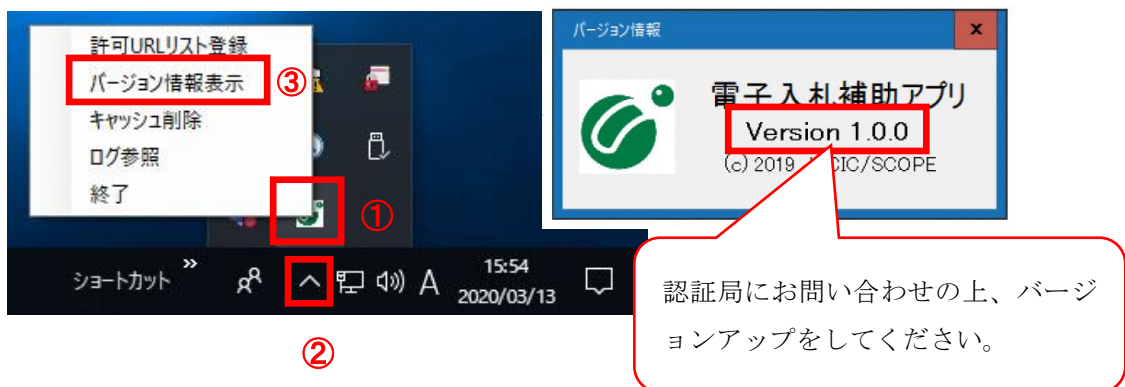 許可URLリスト登録
バージョン情報表示
③
キャッシュ削除
ログ参照
終了
①
ショートカット
»
A
15:54
2020/03/13
②
バージョン情報
x
電子入札補助アプリ
Version 1.0.0
(c) 2019 CIC/SCOPE
認証局にお問い合わせの上、バージ
ョンアップをしてください。